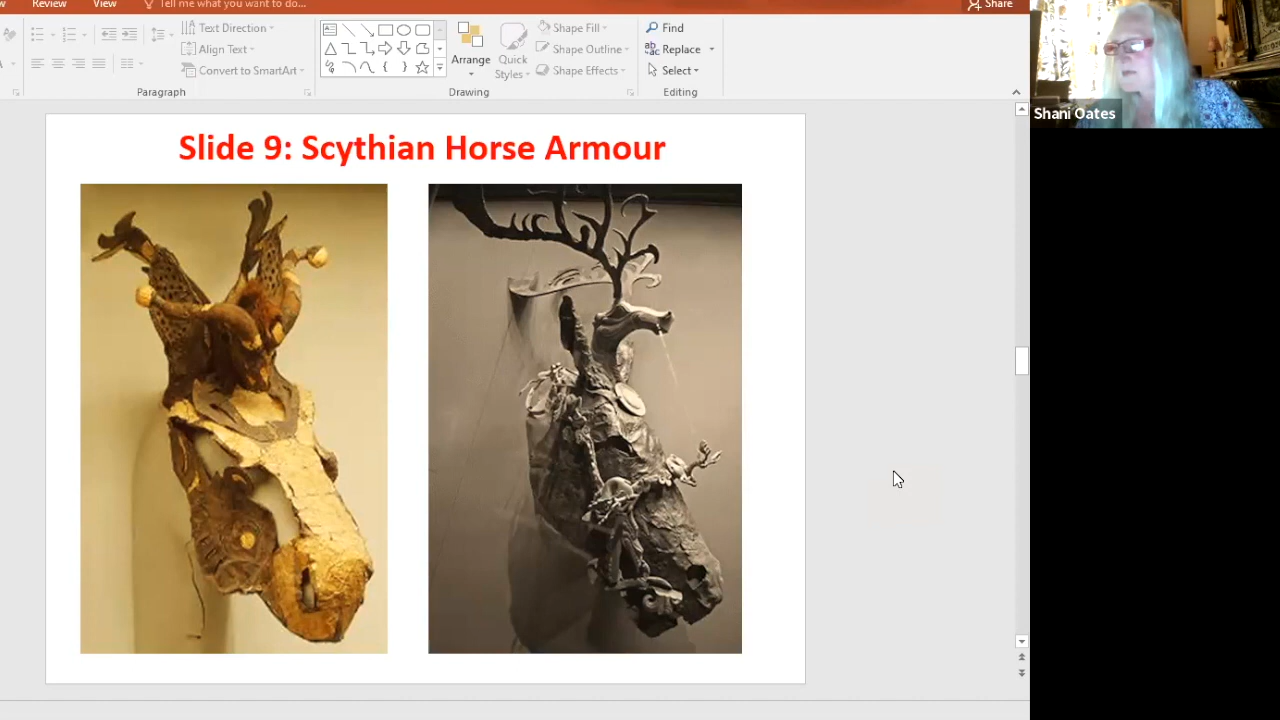 Review View Tell me what you want to do... Share
Text Direction Shape Fill Find
Align Text Arrange Quick Shape Outline Replace
Convert to SmartArt Styles Shape Effects Select
Paragraph Drawing Editing
Shani Oates
Slide 9: Scythian Horse Armour